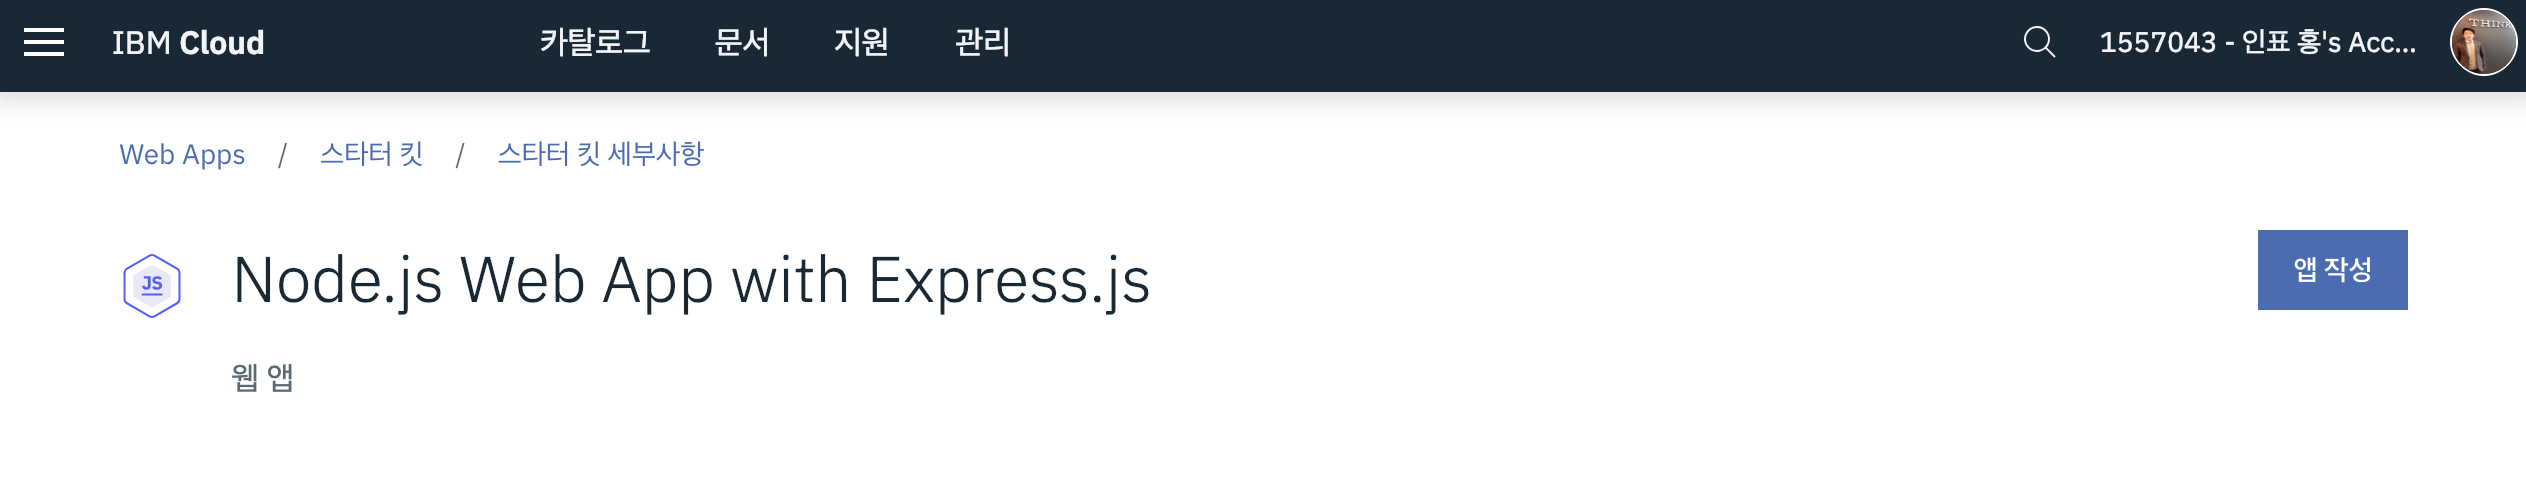 IBM Cloud 카탈로그 문서 지원 관리 1557043 - 인표 홍's Acc...
THINK
Web Apps / 스타터 킷 / 스타터 킷 세부사항
JS Node.js Web App with Express.js 앱 작성
웹 앱